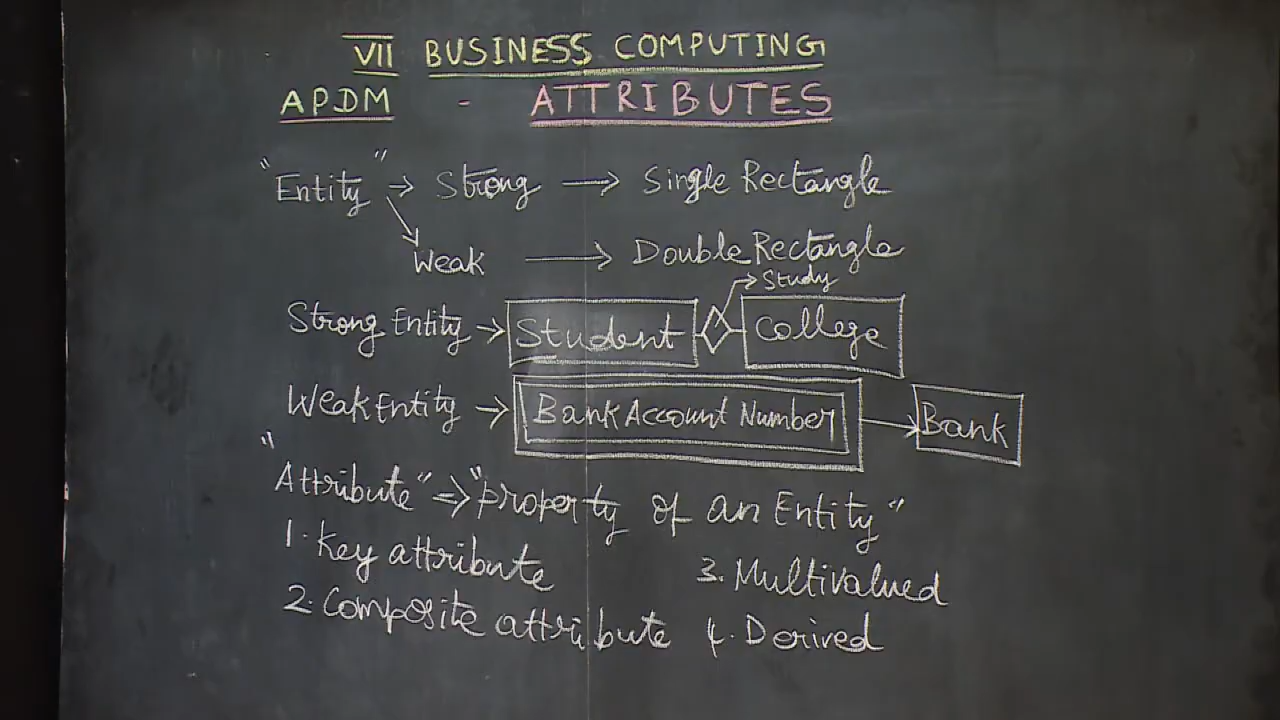 VII BUSINESS COMPUTING
APDM - ATTRIBUTES
"Entity" → Strong → Single Rectangle
Weak → Double Rectangle
Study
Strong Entity → Student College
Weak Entity → Bank Account Number → Bank
"Attribute" => "property of an Entity"
1. Key attribute
3. Multivalued
2. Composite attribute
4. Derived